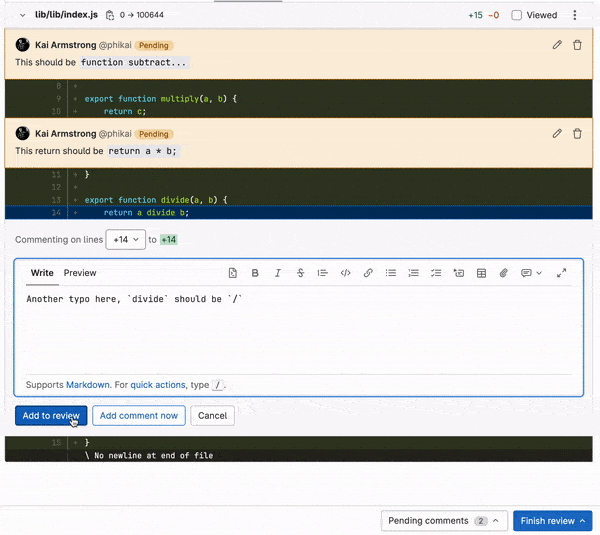 lib/lib/index.js 0 → 100644 +15 −0 Viewed
Kai Armstrong @phikai Pending
This should be function subtract...
8 +
9 + export function multiply(a, b) {
10 + return c;
Kai Armstrong @phikai Pending
This return should be return a * b;
11 + }
12 +
13 + export function divide(a, b) {
14 + return a divide b;
Commenting on lines +14 to +14
Write Preview
Another typo here, `divide` should be `/`
Supports Markdown. For quick actions, type /.
Add to review Add comment now Cancel
15 + }
\ No newline at end of file
Pending comments 2 Finish review